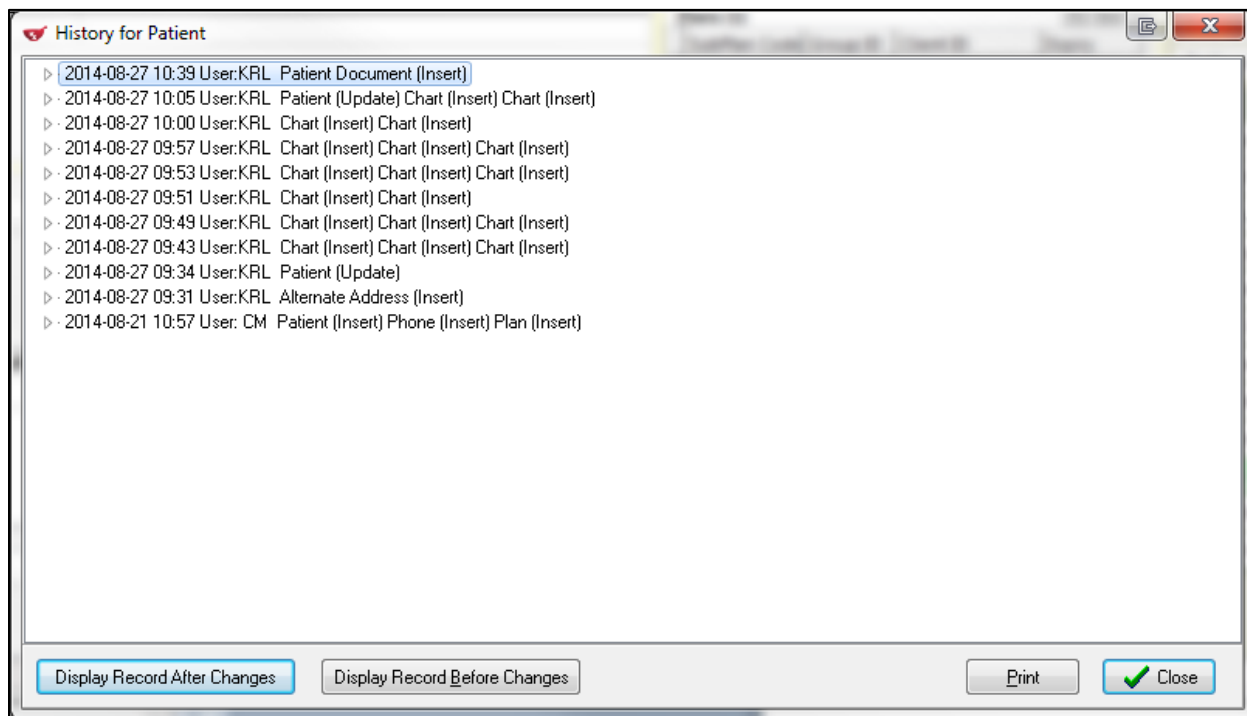 History for Patient
2014-08-27 10:39 User:KRL Patient Document (Insert)
2014-08-27 10:05 User:KRL Patient (Update) Chart (Insert) Chart (Insert)
2014-08-27 10:00 User:KRL Chart (Insert) Chart (Insert)
2014-08-27 09:57 User:KRL Chart (Insert) Chart (Insert) Chart (Insert)
2014-08-27 09:53 User:KRL Chart (Insert) Chart (Insert) Chart (Insert)
2014-08-27 09:51 User:KRL Chart (Insert) Chart (Insert)
2014-08-27 09:49 User:KRL Chart (Insert) Chart (Insert) Chart (Insert)
2014-08-27 09:43 User:KRL Chart (Insert) Chart (Insert) Chart (Insert)
2014-08-27 09:34 User:KRL Patient (Update)
2014-08-27 09:31 User:KRL Alternate Address (Insert)
2014-08-21 10:57 User: CM Patient (Insert) Phone (Insert) Plan (Insert)
Display Record After Changes Display Record Before Changes Print Close